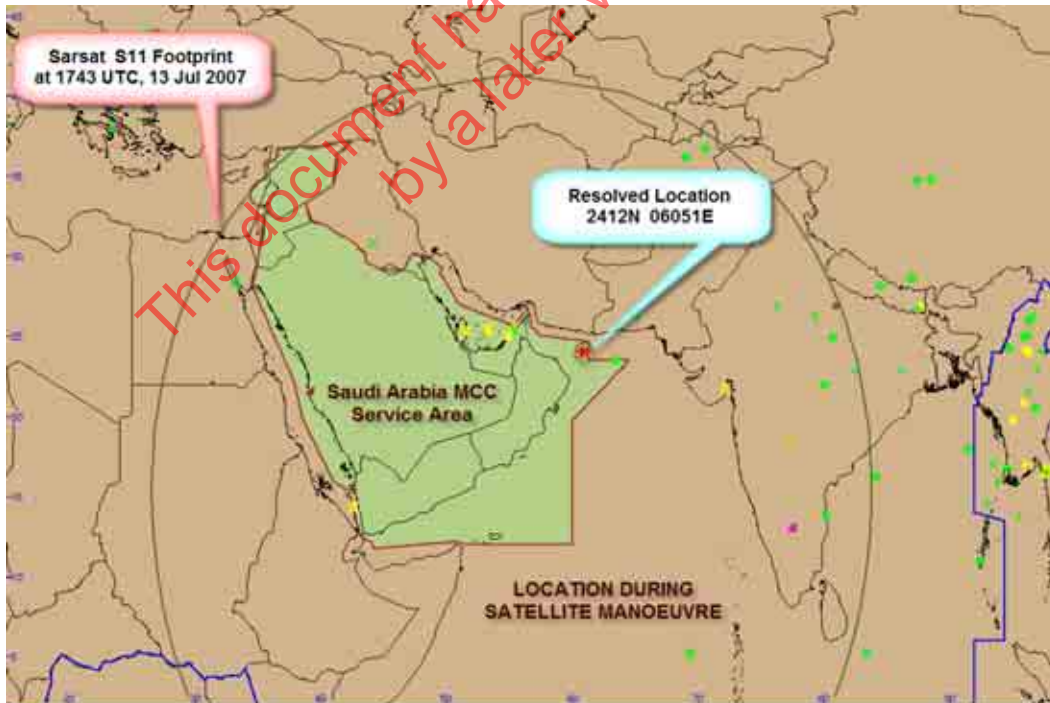 This document ha
by a later v
Sarsat S11 Footprint
at 1743 UTC, 13 Jul 2007
Resolved Location
2412N 06051E
Saudi Arabia MCC
Service Area
LOCATION DURING
SATELLITE MANOEUVRE